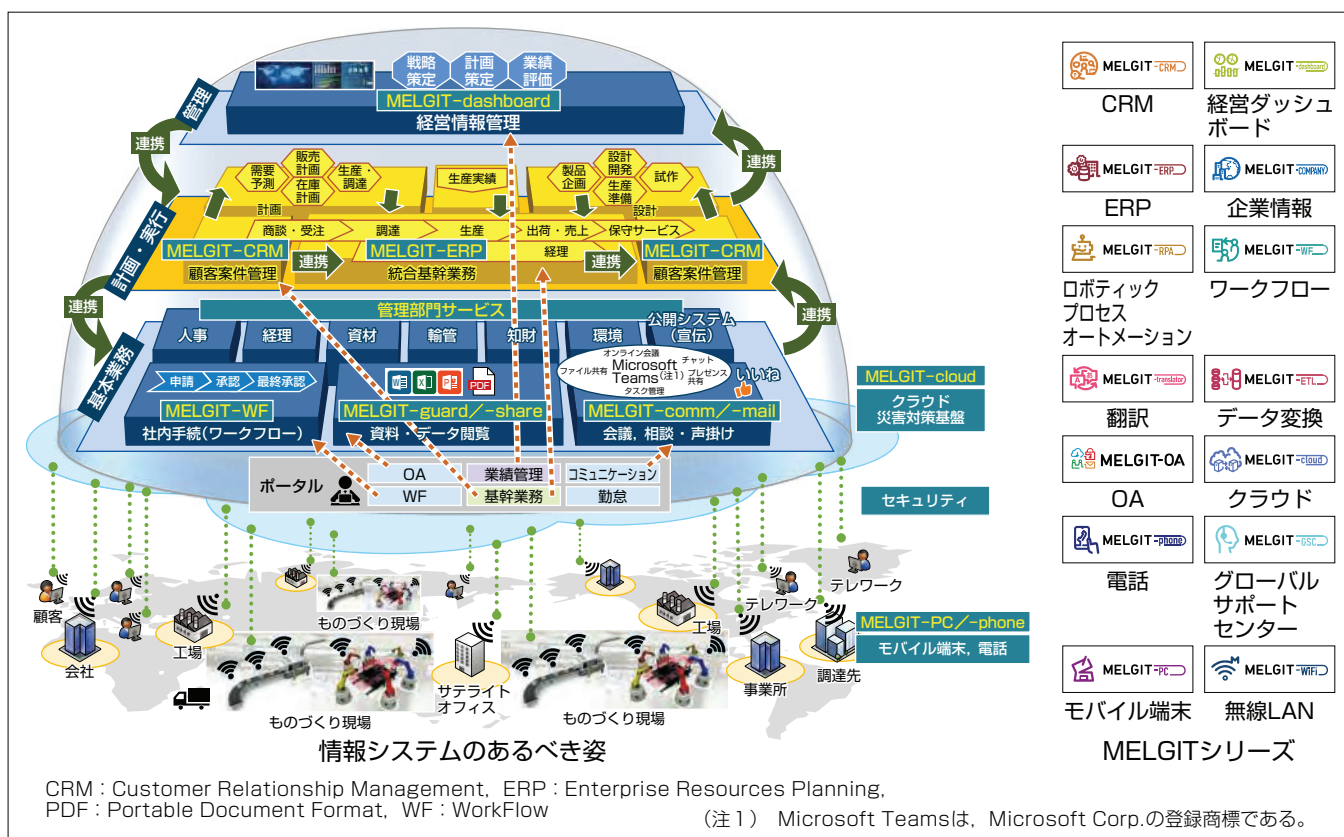 戦略
策定
計画
策定
業績
評価
MELGIT-dashboard
経営情報管理
管理
連携
連携
需要
予測
販売
計画
在庫
計画
生産・
調達
生産実績
製品
企画
設計
開発
生産
準備
試作
計画
設計
計画・実行
商談・受注
調達
生産
出荷・売上
保守サービス
MELGIT-CRM
MELGIT-ERP
経理
MELGIT-CRM
顧客案件管理
連携
統合基幹業務
連携
顧客案件管理
連携
連携
管理部門サービス
基本業務
人事
経理
資材
輸管
知財
環境
公開システム
(宣伝)
申請
承認
最終承認
PDF
オンライン会議
チャット
ファイル共有
Microsoft
Teams(注1)
プレゼンス
共有
タスク管理
いいね
MELGIT-WF
MELGIT-guard/-share
MELGIT-comm/-mail
社内手続(ワークフロー)
資料・データ閲覧
会議,相談・声掛け
MELGIT-cloud
クラウド
災害対策基盤
ポータル
OA
業績管理
コミュニケーション
WF
基幹業務
勤怠
セキュリティ
顧客
会社
工場
ものづくり現場
ものづくり現場
サテライト
オフィス
ものづくり現場
工場
テレワーク
テレワーク
事業所
調達先
MELGIT-PC/-phone
モバイル端末,電話
情報システムのあるべき姿
MELGIT-CRM
CRM
MELGIT-dashboard
経営ダッシュ
ボード
MELGIT-ERP
ERP
MELGIT-COMPANY
企業情報
MELGIT-RPA
ロボティック
プロセス
オートメーション
MELGIT-WF
ワークフロー
MELGIT-translator
翻訳
MELGIT-ETL
データ変換
MELGIT-OA
OA
MELGIT-cloud
クラウド
MELGIT-phone
電話
MELGIT-GSC
グローバル
サポート
センター
MELGIT-PC
モバイル端末
MELGIT-WiFi
無線LAN
MELGITシリーズ
CRM:Customer Relationship Management, ERP:Enterprise Resources Planning,
PDF:Portable Document Format, WF:WorkFlow
(注1) Microsoft Teamsは,Microsoft Corp.の登録商標である。